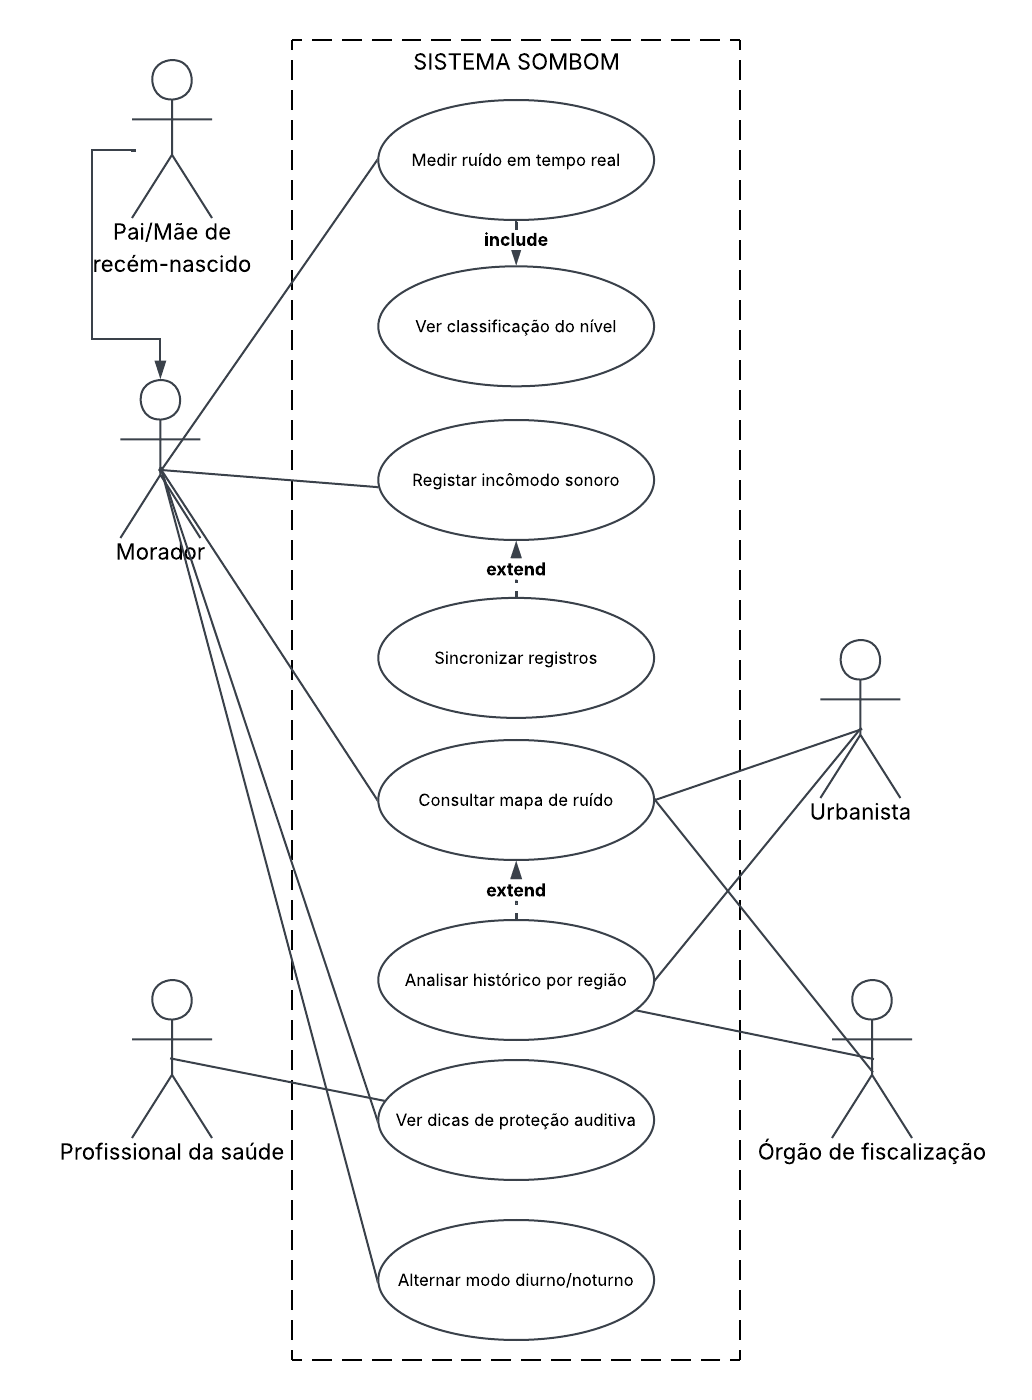 SISTEMA SOMBOM
Medir ruído em tempo real
Pai/Mãe de
recém-nascido
include
Ver classificação do nível
Registar incômodo sonoro
Morador
extend
Sincronizar registros
Consultar mapa de ruído
Urbanista
extend
Analisar histórico por região
Ver dicas de proteção auditiva
Profissional da saúde
Órgão de fiscalização
Alternar modo diurno/noturno